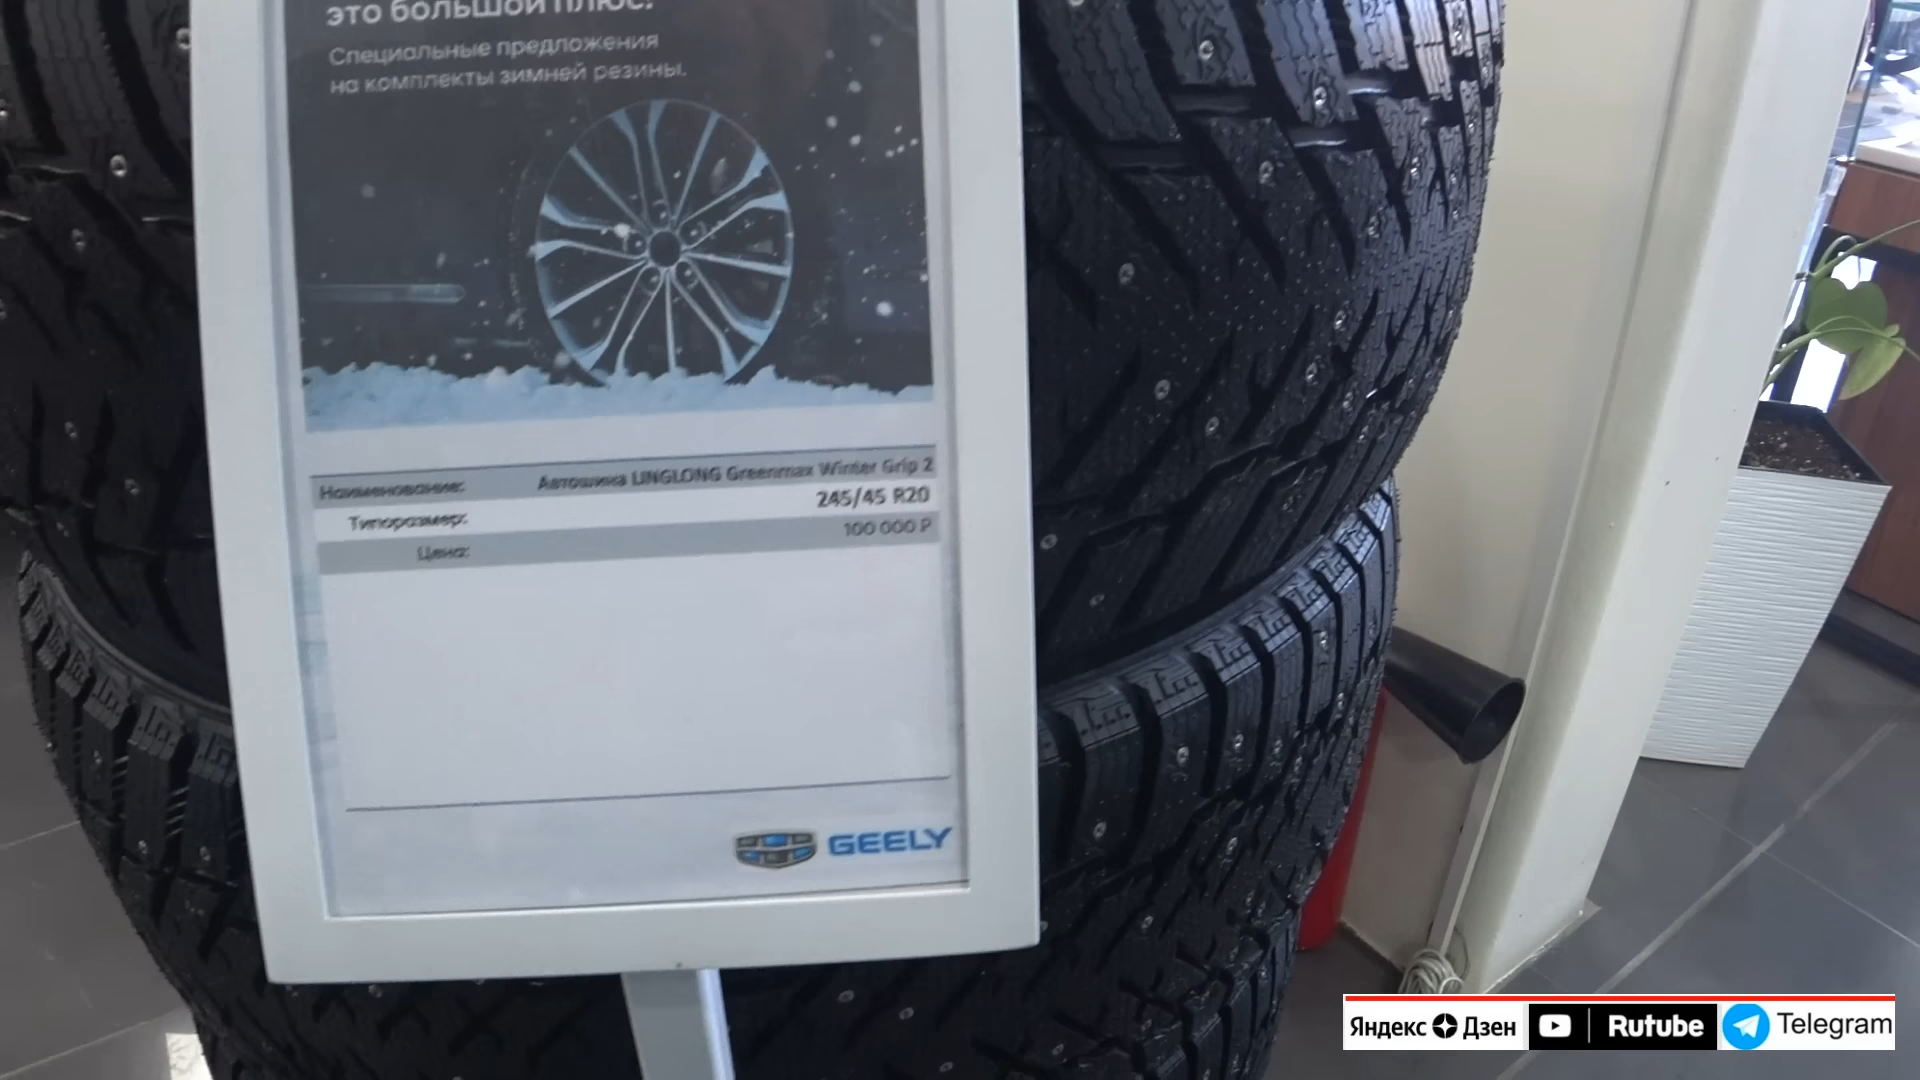 это большой плюс.
Специальные предложения
на комплекты зимней резины.
Наименование: Автошина LINGLONG Greenmax Winter Grip 2
Типоразмер: 245/45 R20
Цена: 100 000 Р
GEELY
Яндекс Дзен Rutube Telegram